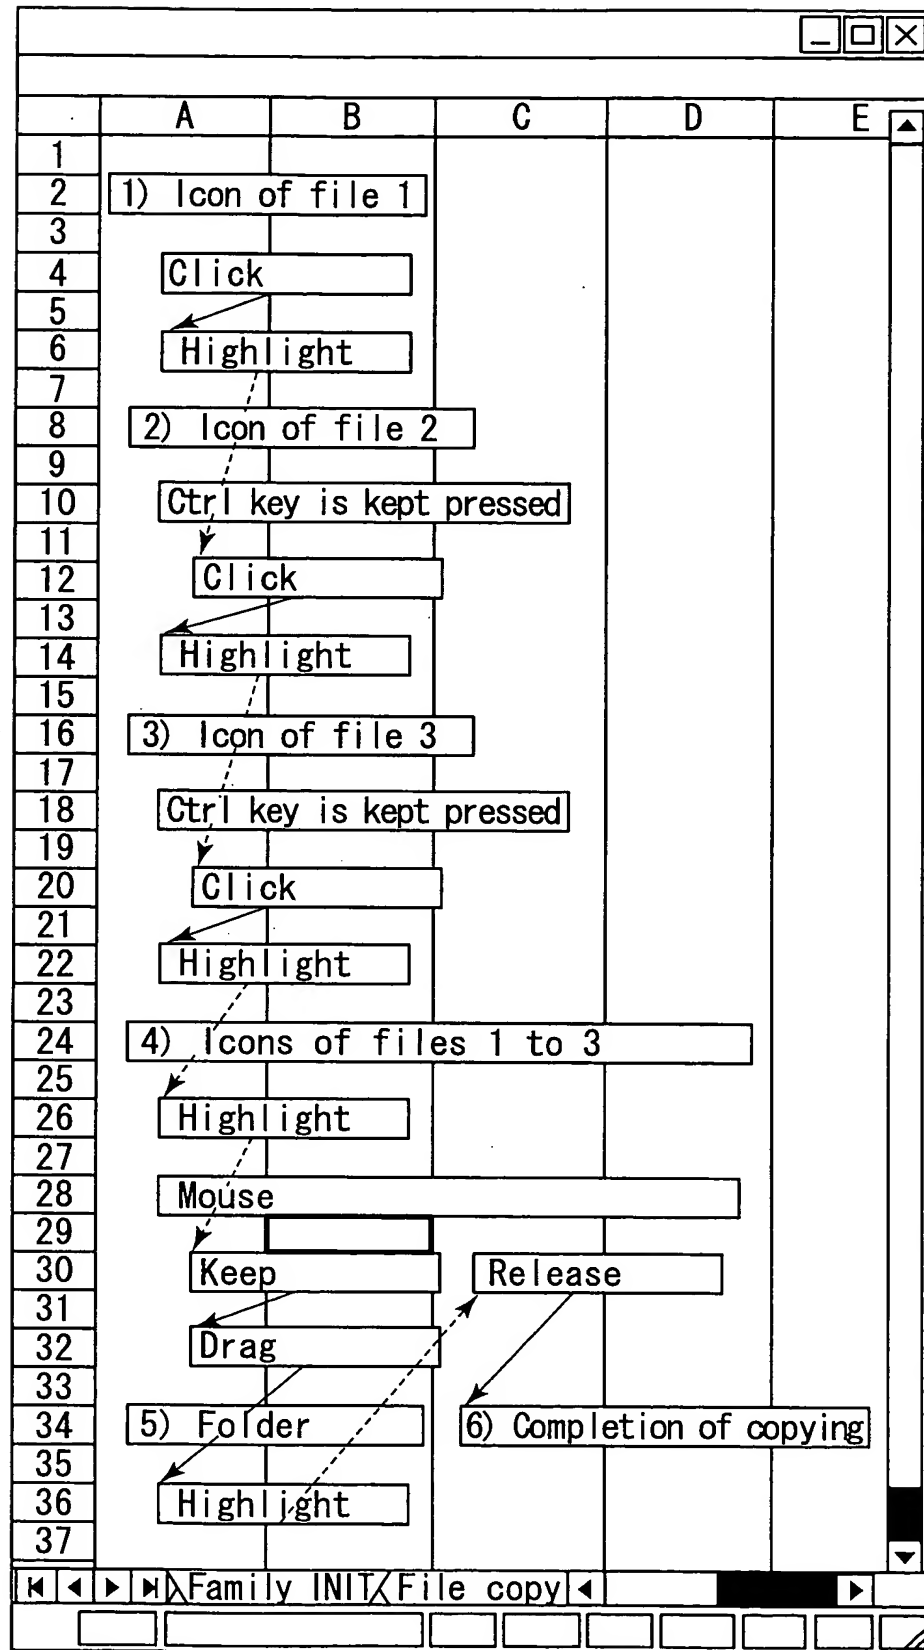 A B C D E
1
2 1) Icon of file 1
3
4 Click
5
6 Highlight
7
8 2) Icon of file 2
9
10 Ctrl key is kept pressed
11
12 Click
13
14 Highlight
15
16 3) Icon of file 3
17
18 Ctrl key is kept pressed
19
20 Click
21
22 Highlight
23
24 4) Icons of files 1 to 3
25
26 Highlight
27
28 Mouse
29
30 Keep Release
31
32 Drag
33
34 5) Folder 6) Completion of copying
35
36 Highlight
37
Family INIT File copy